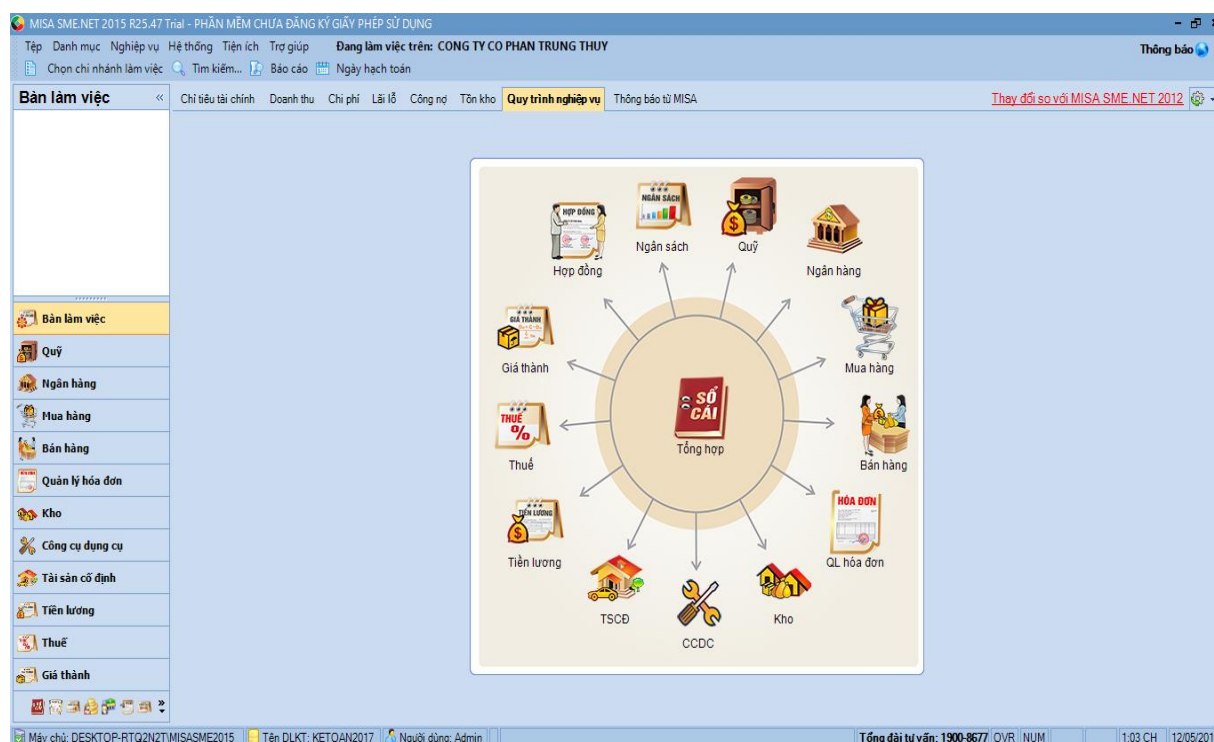 MISA SME.NET 2015 R25.47 Trial - PHẦN MỀM CHƯA ĐĂNG KÝ GIẤY PHÉP SỬ DỤNG
Tệp Danh mục Nghiệp vụ Hệ thống Tiện ích Trợ giúp Đang làm việc trên: CONG TY CO PHAN TRUNG THUY Thông báo
Chọn chi nhánh làm việc Tìm kiếm... Báo cáo Ngày hạch toán
Bàn làm việc « Chỉ tiêu tài chính Doanh thu Chi phí Lãi lỗ Công nợ Tồn kho Quy trình nghiệp vụ Thông báo từ MISA Thay đổi so với MISA SME.NET 2012
NGÂN SÁCH
HỢP ĐỒNG
Ngân sách Quỹ
Hợp đồng Ngân hàng
GIÁ THÀNH
Giá thành Mua hàng
SỔ CÁI
THUẾ %
Tổng hợp
Thuế Bán hàng
HÓA ĐƠN
TIỀN LƯƠNG
Tiền lương QL hóa đơn
TSCĐ Kho
CCDC
Bàn làm việc
Quỹ
Ngân hàng
Mua hàng
Bán hàng
Quản lý hóa đơn
Kho
Công cụ dụng cụ
Tài sản cố định
Tiền lương
Thuế
Giá thành
Máy chủ: DESKTOP-RTQ2N2T\MISASME2015 Tên DLKT: KETOAN2017 Người dùng: Admin Tổng đài tư vấn: 1900-8677 OVR NUM 1:03 CH 12/05/201